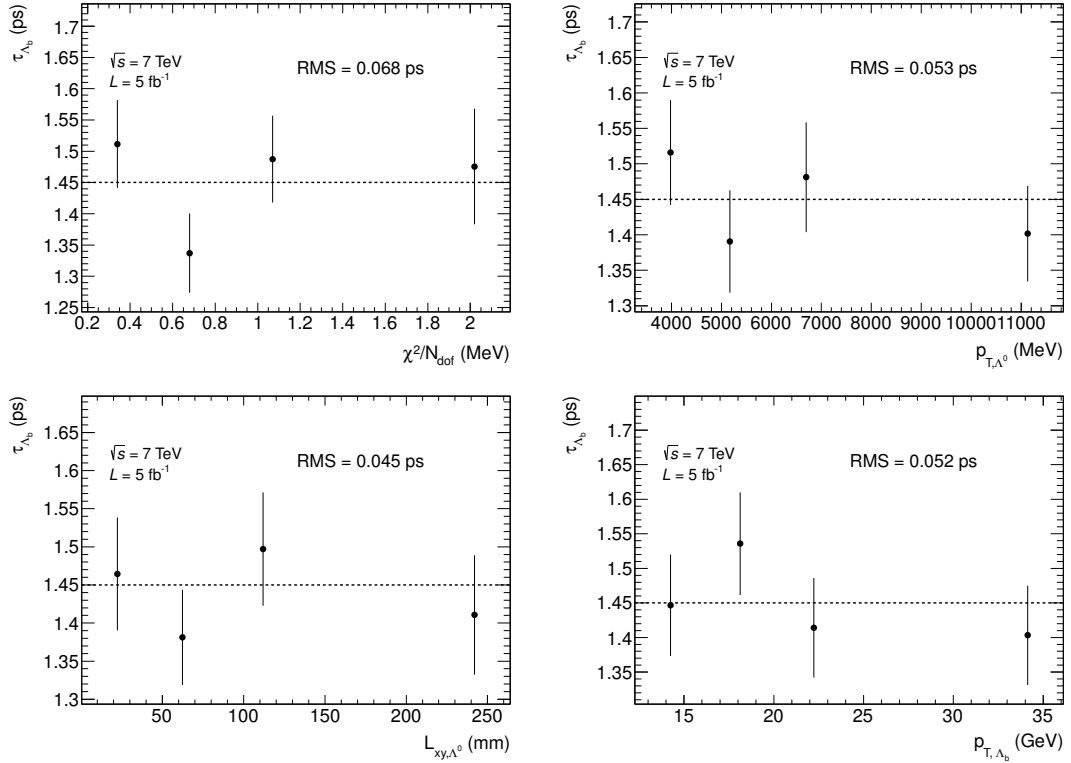 τ_Λb (ps)
1.7
1.65
1.6
1.55
1.5
1.45
1.4
1.35
1.3
1.25
√s = 7 TeV
L = 5 fb⁻¹
RMS = 0.068 ps
0.2 0.4 0.6 0.8 1 1.2 1.4 1.6 1.8 2
χ²/N_dof (MeV)
τ_Λb (ps)
1.7
1.65
1.6
1.55
1.5
1.45
1.4
1.35
1.3
√s = 7 TeV
L = 5 fb⁻¹
RMS = 0.053 ps
4000 5000 6000 7000 8000 9000 10000 11000
p_T,Λ⁰ (MeV)
τ_Λb (ps)
1.65
1.6
1.55
1.5
1.45
1.4
1.35
1.3
√s = 7 TeV
L = 5 fb⁻¹
RMS = 0.045 ps
50 100 150 200 250
L_xy,Λ⁰ (mm)
τ_Λb (ps)
1.7
1.65
1.6
1.55
1.5
1.45
1.4
1.35
√s = 7 TeV
L = 5 fb⁻¹
RMS = 0.052 ps
15 20 25 30 35
p_T, Λb (GeV)